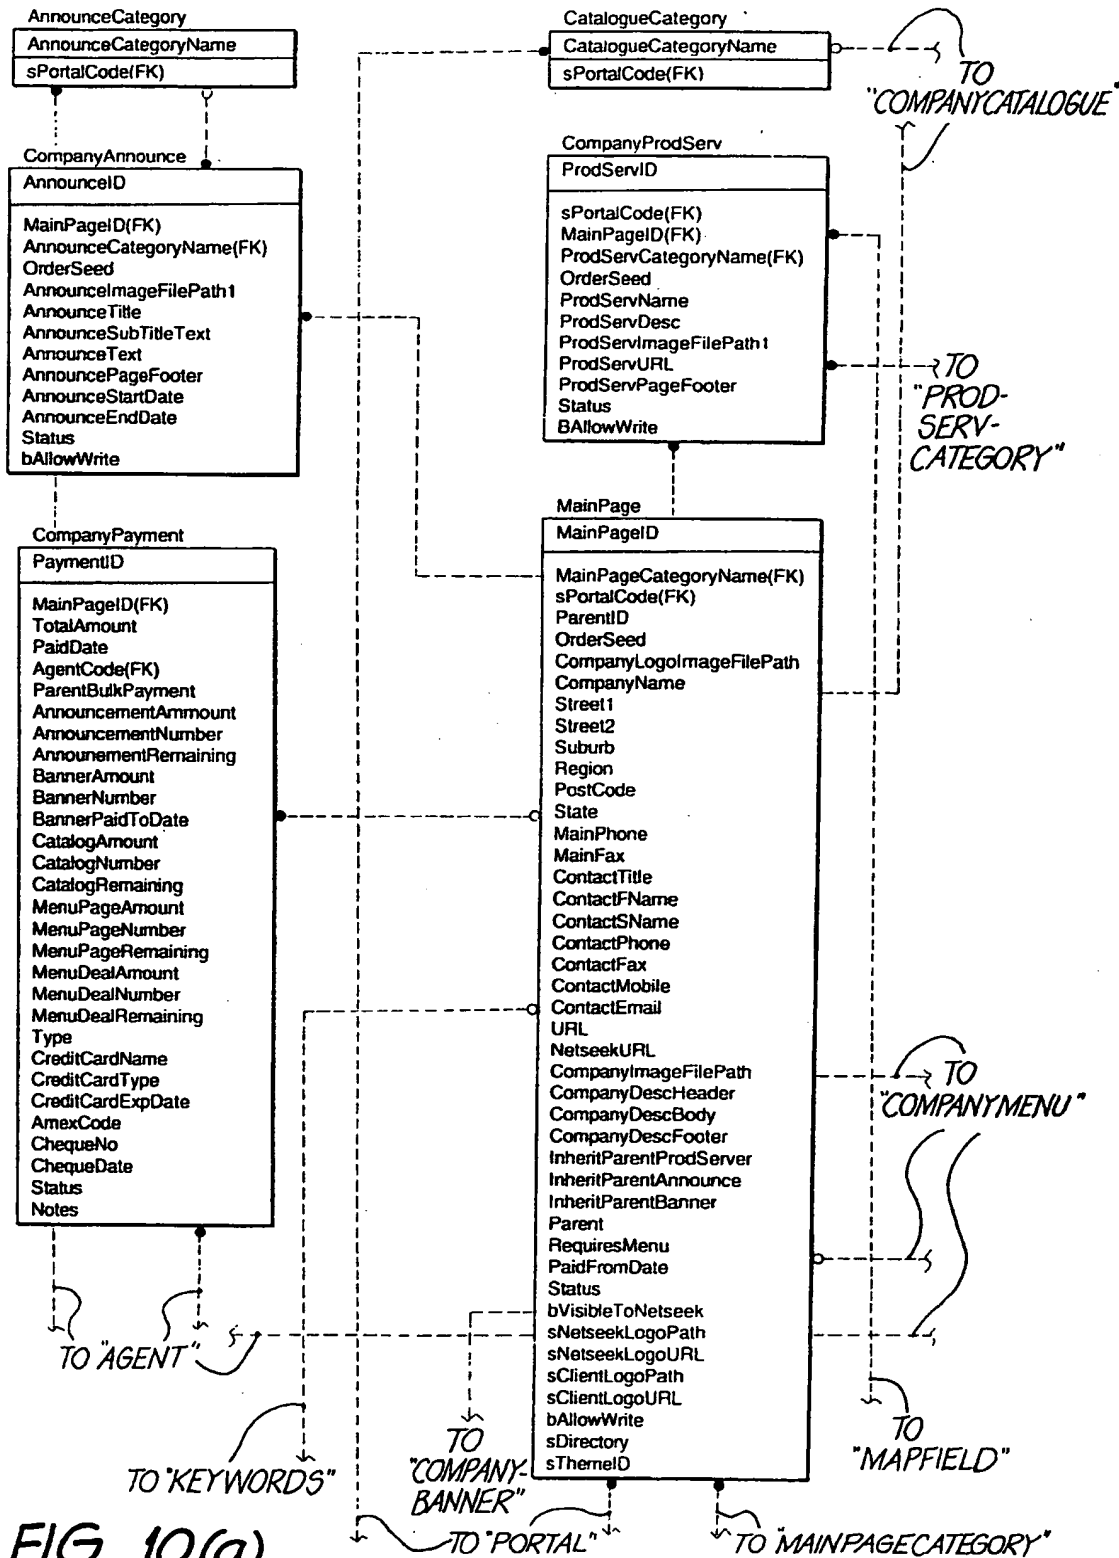 AnnounceCategory
AnnounceCategoryName
sPortalCode(FK)
CatalogueCategory
CatalogueCategoryName
sPortalCode(FK)
TO
"COMPANYCATALOGUE"
CompanyAnnounce
AnnounceID
MainPageID(FK)
AnnounceCategoryName(FK)
OrderSeed
AnnounceImageFilePath1
AnnounceTitle
AnnounceSubTitleText
AnnounceText
AnnouncePageFooter
AnnounceStartDate
AnnounceEndDate
Status
bAllowWrite
CompanyProdServ
ProdServID
sPortalCode(FK)
MainPageID(FK)
ProdServCategoryName(FK)
OrderSeed
ProdServName
ProdServDesc
ProdServImageFilePath1
ProdServURL
ProdServPageFooter
Status
BAllowWrite
TO
"PROD-
SERV-
CATEGORY"
CompanyPayment
PaymentID
MainPageID(FK)
TotalAmount
PaidDate
AgentCode(FK)
ParentBulkPayment
AnnouncementAmmount
AnnouncementNumber
AnnounementRemaining
BannerAmount
BannerNumber
BannerPaidToDate
CatalogAmount
CatalogNumber
CatalogRemaining
MenuPageAmount
MenuPageNumber
MenuPageRemaining
MenuDealAmount
MenuDealNumber
MenuDealRemaining
Type
CreditCardName
CreditCardType
CreditCardExpDate
AmexCode
ChequeNo
ChequeDate
Status
Notes
MainPage
MainPageID
MainPageCategoryName(FK)
sPortalCode(FK)
ParentID
OrderSeed
CompanyLogoImageFilePath
CompanyName
Street1
Street2
Suburb
Region
PostCode
State
MainPhone
MainFax
ContactTitle
ContactFName
ContactSName
ContactPhone
ContactFax
ContactMobile
ContactEmail
URL
NetseekURL
CompanyImageFilePath
CompanyDescHeader
CompanyDescBody
CompanyDescFooter
InheritParentProdServer
InheritParentAnnounce
InheritParentBanner
Parent
RequiresMenu
PaidFromDate
Status
bVisibleToNetseek
sNetseekLogoPath
sNetseekLogoURL
sClientLogoPath
sClientLogoURL
bAllowWrite
sDirectory
sThemeID
TO
"COMPANYMENU"
TO "AGENT"
TO "KEYWORDS"
TO
"COMPANY-
BANNER"
TO
"MAPFIELD"
TO "PORTAL"
TO "MAINPAGECATEGORY"
FIG. 10(a)